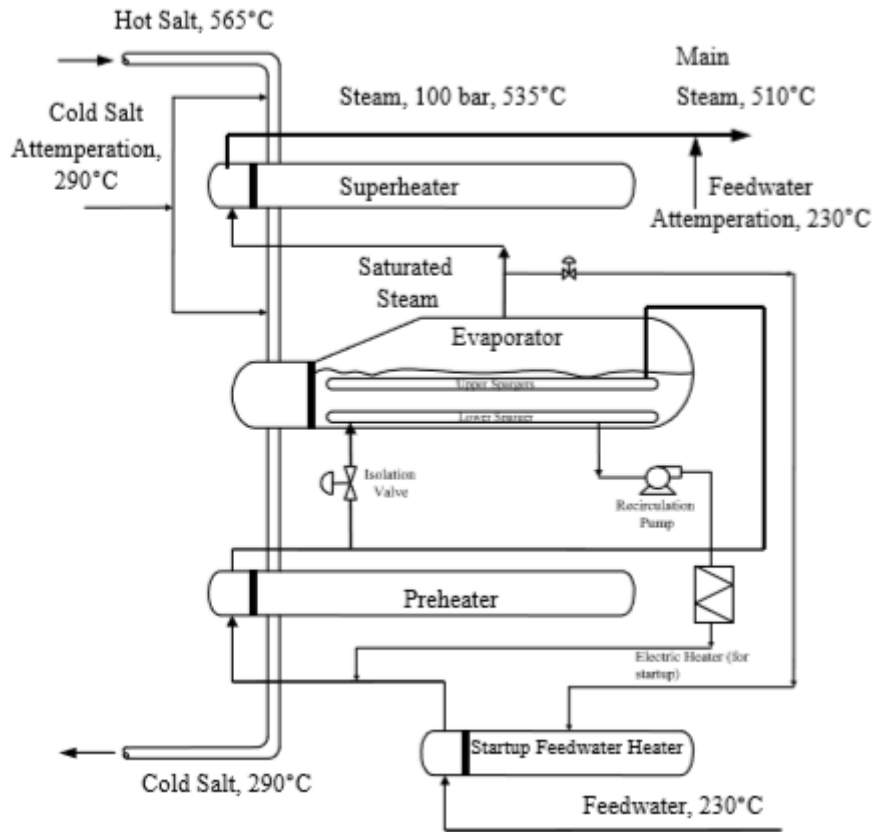 Hot Salt, 565°C
Main
Steam, 510°C
Steam, 100 bar, 535°C
Cold Salt
Attemperation,
290°C
Superheater
Feedwater
Attemperation, 230°C
Saturated
Steam
Evaporator
Upper Spargers
Lower Sparger
Isolation
Valve
Recirculation
Pump
Preheater
Electric Heater (for
startup)
Startup Feedwater Heater
Cold Salt, 290°C
Feedwater, 230°C